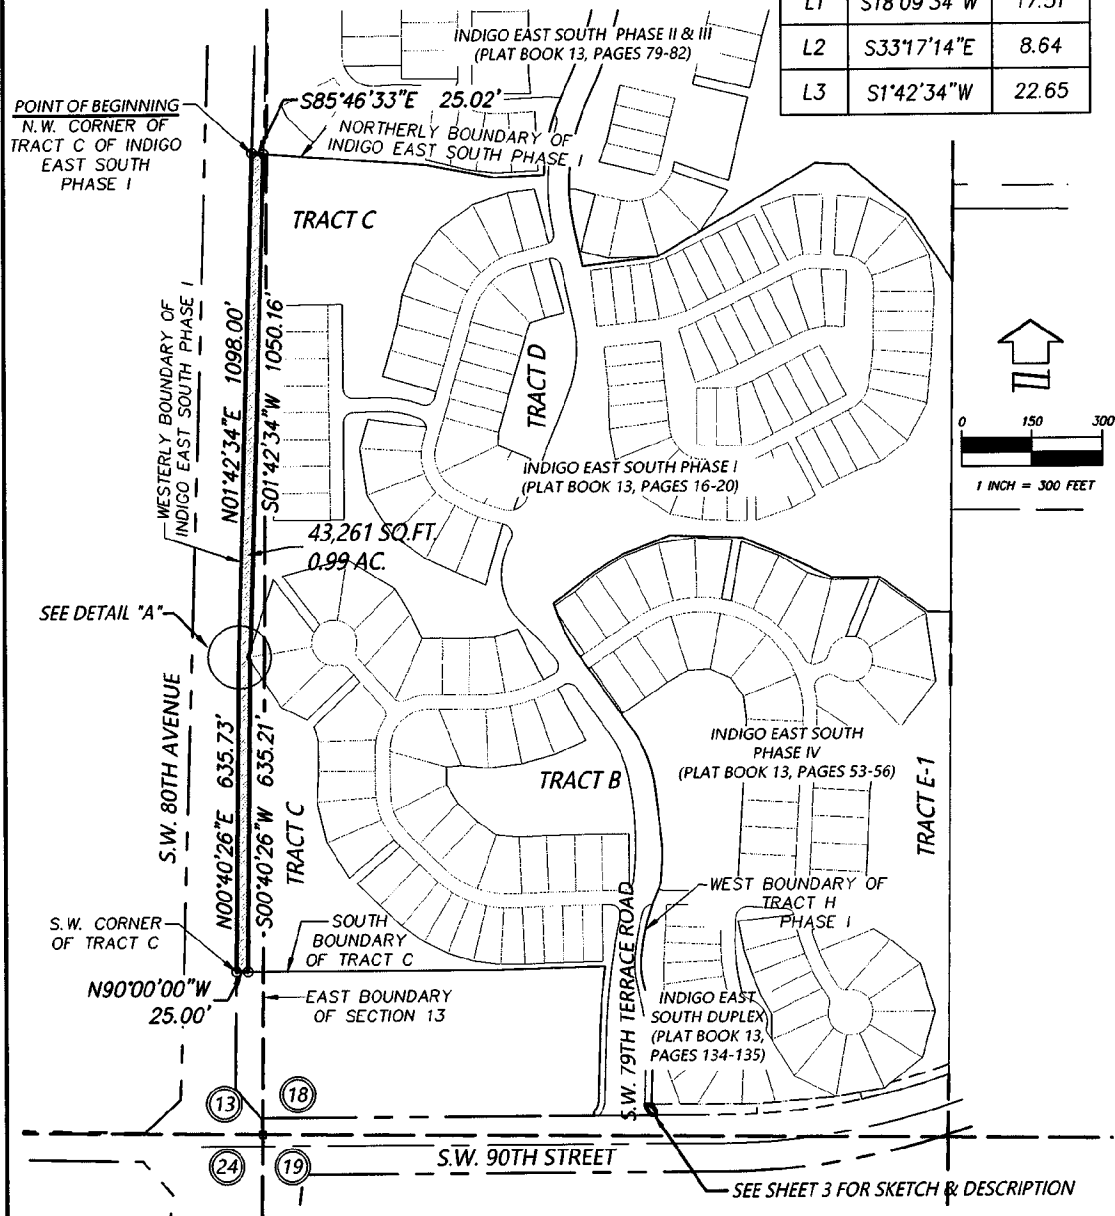 L1 S18°09'34"W 17.51
L2 S33°17'14"E 8.64
L3 S1°42'34"W 22.65
INDIGO EAST SOUTH PHASE II & III
(PLAT BOOK 13, PAGES 79-82)
POINT OF BEGINNING
N.W. CORNER OF
TRACT C OF INDIGO
EAST SOUTH
PHASE I
S85°46'33"E 25.02'
NORTHERLY BOUNDARY OF
INDIGO EAST SOUTH PHASE I
TRACT C
WESTERLY BOUNDARY OF
INDIGO EAST SOUTH PHASE I
N01°42'34"E 1098.00'
S01°42'34"W 1050.16'
TRACT D
0 150 300
1 INCH = 300 FEET
INDIGO EAST SOUTH PHASE I
(PLAT BOOK 13, PAGES 16-20)
43,261 SQ.FT.
0.99 AC.
SEE DETAIL "A"
S.W. 80TH AVENUE
N00°40'26"E 635.73'
S00°40'26"W 635.21'
TRACT C
TRACT B
INDIGO EAST SOUTH
PHASE IV
(PLAT BOOK 13, PAGES 53-56)
TRACT E-1
WEST BOUNDARY OF
TRACT H
PHASE I
S.W. CORNER
OF TRACT C
SOUTH
BOUNDARY
OF TRACT C
N90°00'00"W
25.00'
EAST BOUNDARY
OF SECTION 13
S.W. 79TH TERRACE ROAD
INDIGO EAST
SOUTH DUPLEX
(PLAT BOOK 13,
PAGES 134-135)
13 18
24 19
S.W. 90TH STREET
SEE SHEET 3 FOR SKETCH & DESCRIPTION